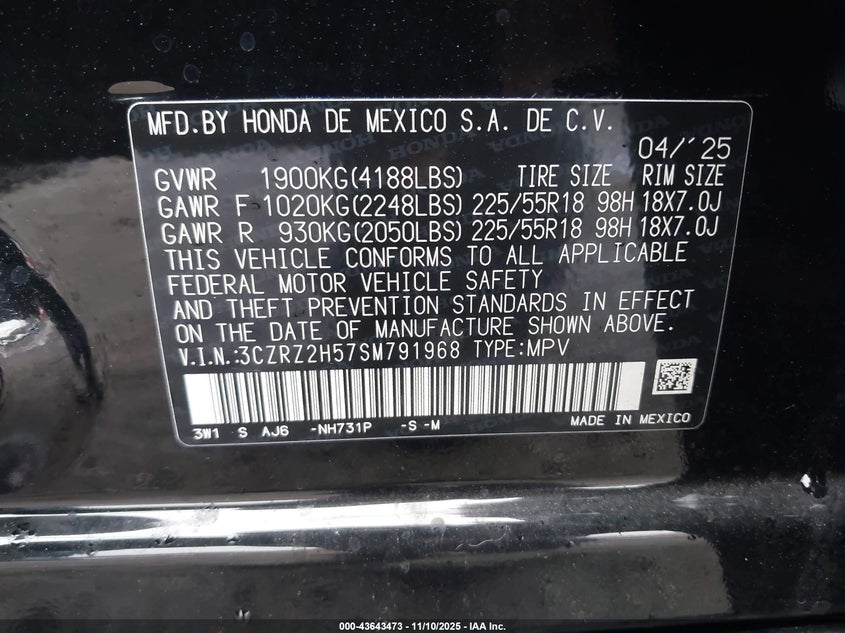 MFD.BY HONDA DE MEXICO S.A. DE C.V.
04/'25
GVWR 1900KG(4188LBS) TIRE SIZE RIM SIZE
GAWR F 1020KG(2248LBS) 225/55R18 98H 18X7.0J
GAWR R 930KG(2050LBS) 225/55R18 98H 18X7.0J
THIS VEHICLE CONFORMS TO ALL APPLICABLE
FEDERAL MOTOR VEHICLE SAFETY
AND THEFT PREVENTION STANDARDS IN EFFECT
ON THE DATE OF MANUFACTURE SHOWN ABOVE.
V.I.N.:3CZRZ2H57SM791968 TYPE:MPV
3W1 S AJ6 -NH731P -S -M MADE IN MEXICO
000-43643473 - 11/10/2025 - IAA Inc.